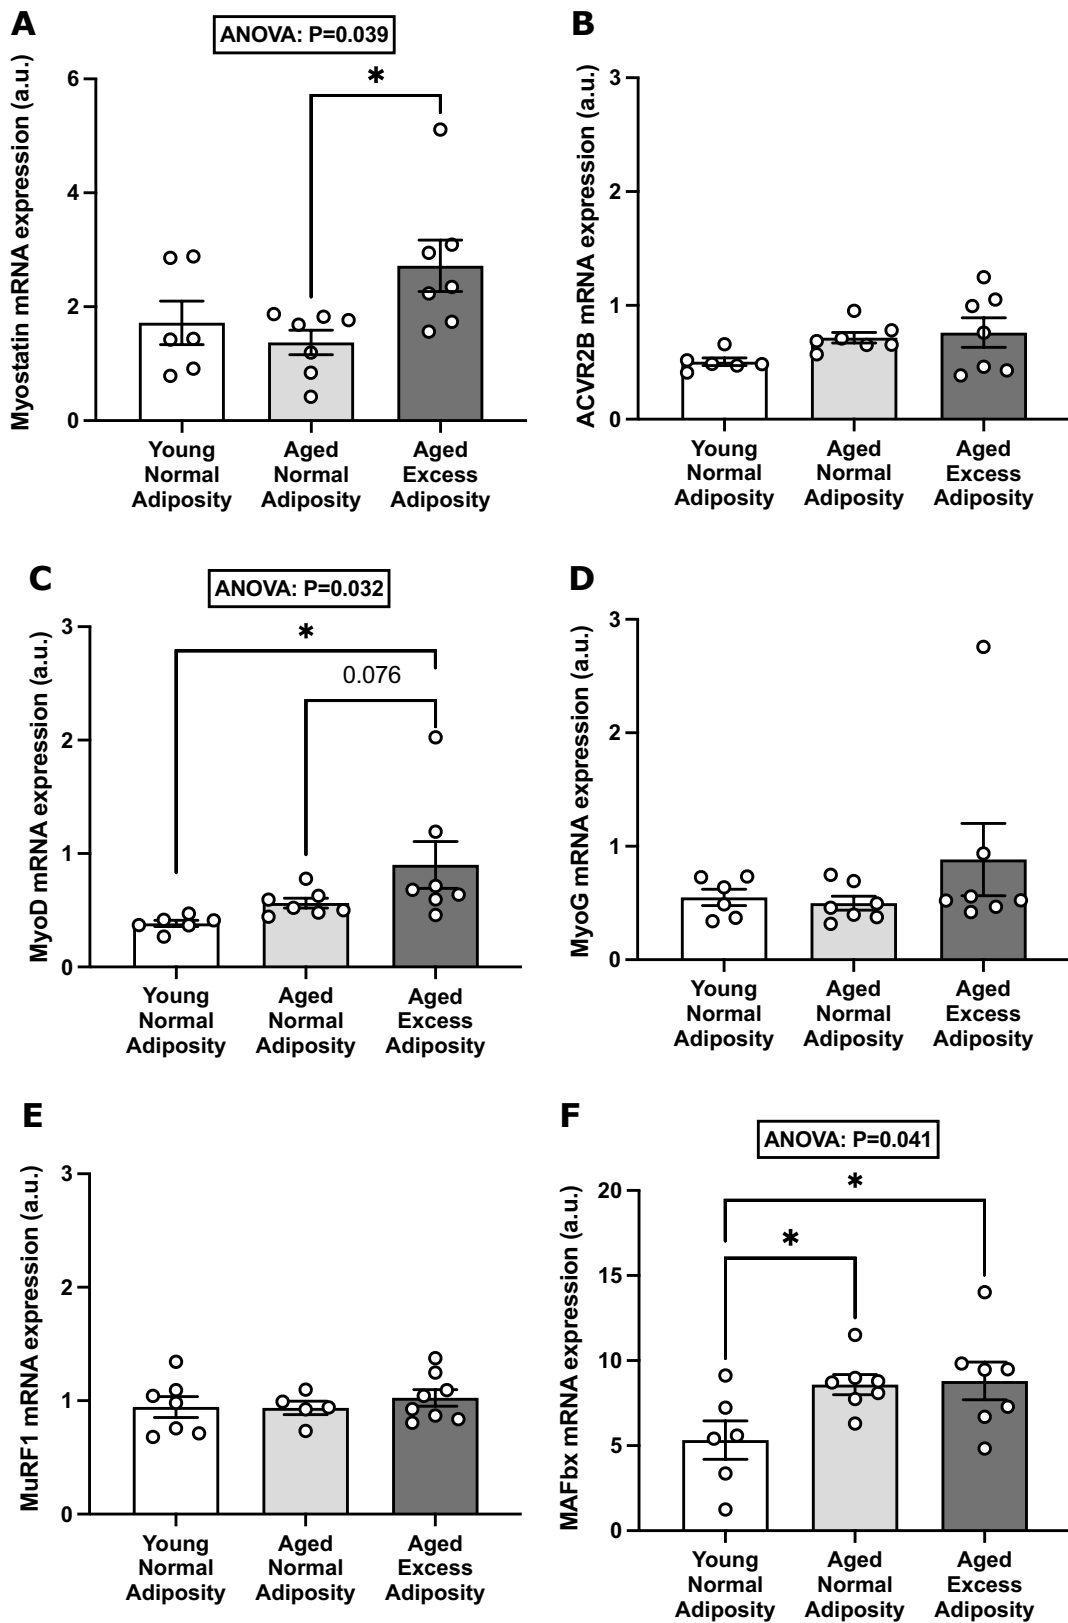 A
ANOVA: P=0.039
*
Myostatin mRNA expression (a.u.)
6
4
2
0
Young
Normal
Adiposity
Aged
Normal
Adiposity
Aged
Excess
Adiposity
B
ACVR2B mRNA expression (a.u.)
3
2
1
0
Young
Normal
Adiposity
Aged
Normal
Adiposity
Aged
Excess
Adiposity
C
ANOVA: P=0.032
*
0.076
MyoD mRNA expression (a.u.)
3
2
1
0
Young
Normal
Adiposity
Aged
Normal
Adiposity
Aged
Excess
Adiposity
D
MyoG mRNA expression (a.u.)
3
2
1
0
Young
Normal
Adiposity
Aged
Normal
Adiposity
Aged
Excess
Adiposity
E
MuRF1 mRNA expression (a.u.)
3
2
1
0
Young
Normal
Adiposity
Aged
Normal
Adiposity
Aged
Excess
Adiposity
F
ANOVA: P=0.041
*
*
MAFbx mRNA expression (a.u.)
20
15
10
5
0
Young
Normal
Adiposity
Aged
Normal
Adiposity
Aged
Excess
Adiposity